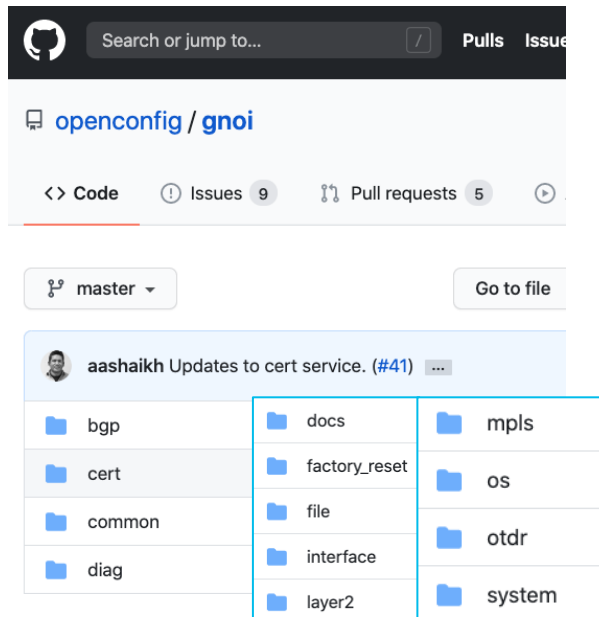 Search or jump to... / Pulls Issue
openconfig / gnoi
<> Code Issues 9 Pull requests 5
master Go to file
aashaikh Updates to cert service. (#41) ...
bgp
cert
common
diag
docs
factory_reset
file
interface
layer2
mpls
os
otdr
system